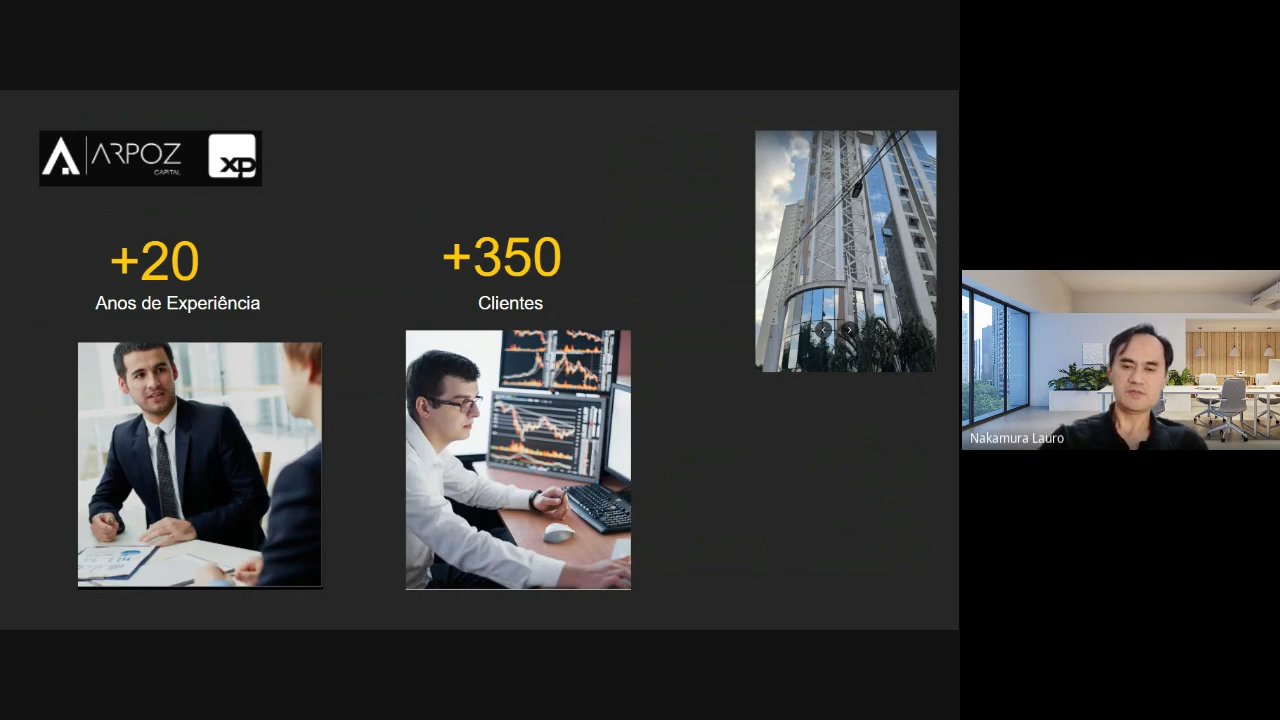 ARPOZ
CAPITAL
xp
+20
Anos de Experiência
+350
Clientes
Nakamura Lauro